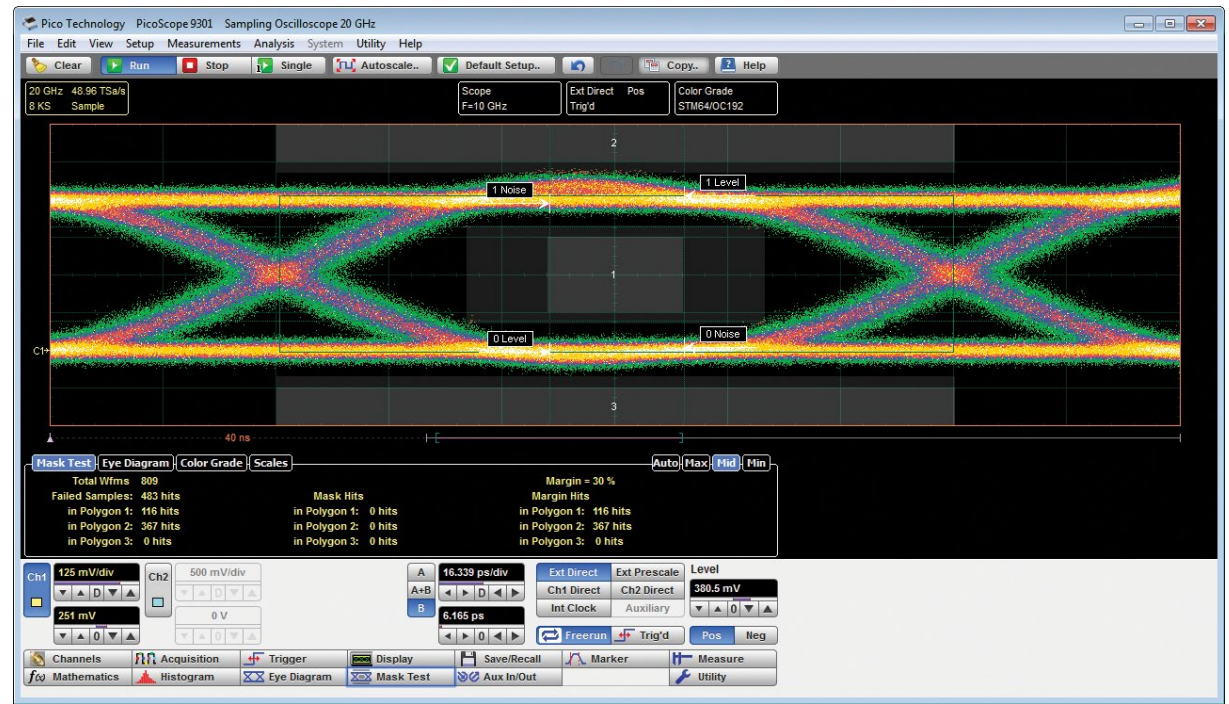 Pico Technology PicoScope 9301 Sampling Oscilloscope 20 GHz
File Edit View Setup Measurements Analysis System Utility Help
Clear Run Stop Single Autoscale.. Default Setup.. Copy.. Help
20 GHz 48.96 TSa/s
8 KS Sample
Scope
F=10 GHz
Ext Direct Pos
Trig'd
Color Grade
STM64/OC192
2
1 Noise
1 Level
1
0 Level
0 Noise
C1
3
40 ns
Mask Test Eye Diagram Color Grade Scales Auto Max Mid Min
Total Wfms 809 Margin = 30 %
Failed Samples: 483 hits Mask Hits Margin Hits
in Polygon 1: 116 hits in Polygon 1: 0 hits in Polygon 1: 116 hits
in Polygon 2: 367 hits in Polygon 2: 0 hits in Polygon 2: 367 hits
in Polygon 3: 0 hits in Polygon 3: 0 hits in Polygon 3: 0 hits
Ch1 125 mV/div Ch2 500 mV/div A 16.339 ps/div Ext Direct Ext Prescale Level
D D A+B D Ch1 Direct Ch2 Direct 380.5 mV
251 mV 0 V B 6.165 ps Int Clock Auxiliary 0
0 0 0 Freerun Trig'd Pos Neg
Channels Acquisition Trigger Display Save/Recall Marker Measure
f(x) Mathematics Histogram Eye Diagram Mask Test Aux In/Out Utility